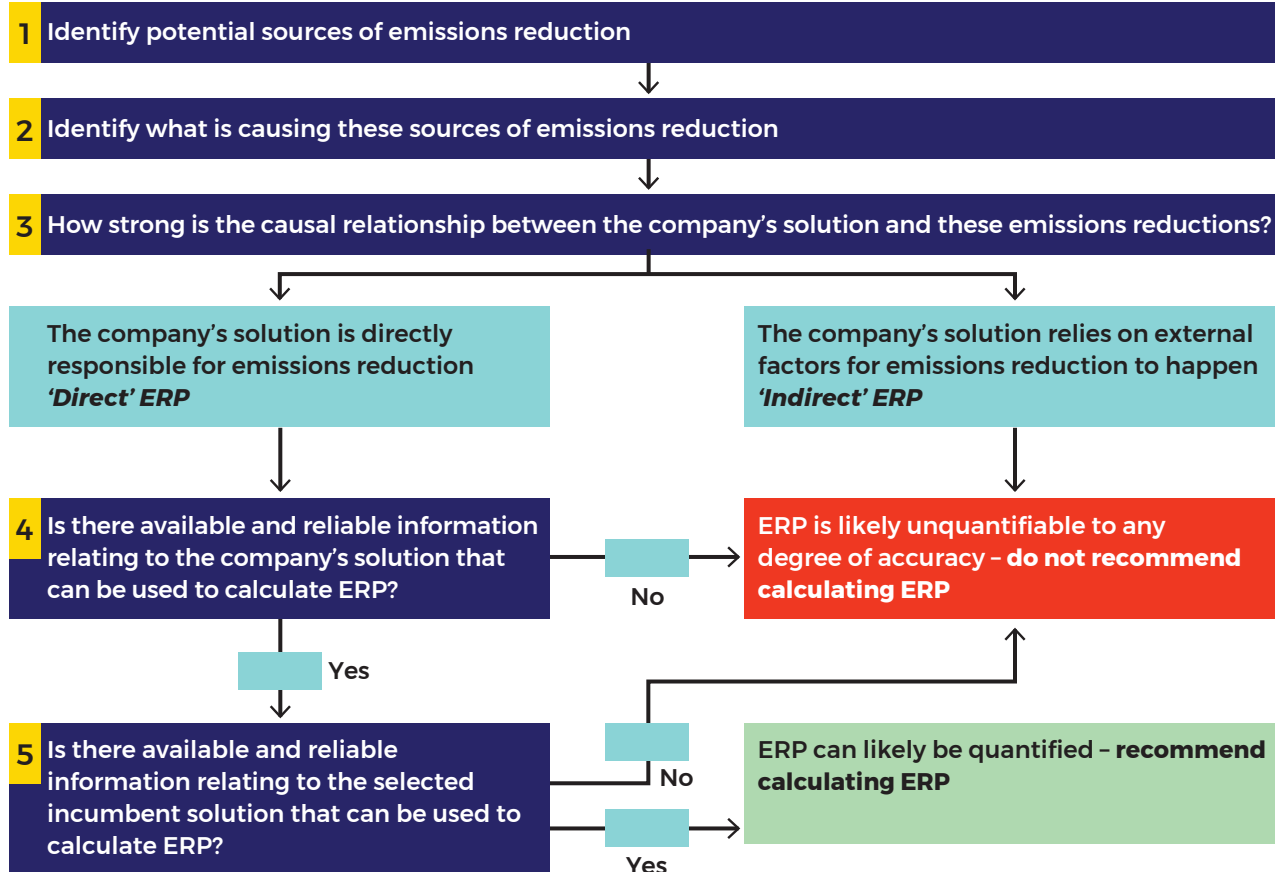 1 Identify potential sources of emissions reduction
2 Identify what is causing these sources of emissions reduction
3 How strong is the causal relationship between the company’s solution and these emissions reductions?
The company’s solution is directly
responsible for emissions reduction
‘Direct’ ERP
The company’s solution relies on external
factors for emissions reduction to happen
‘Indirect’ ERP
4 Is there available and reliable information
relating to the company’s solution that
can be used to calculate ERP?
No
ERP is likely unquantifiable to any
degree of accuracy – do not recommend
calculating ERP
Yes
5 Is there available and reliable
information relating to the selected
incumbent solution that can be used to
calculate ERP?
No
Yes
ERP can likely be quantified – recommend
calculating ERP